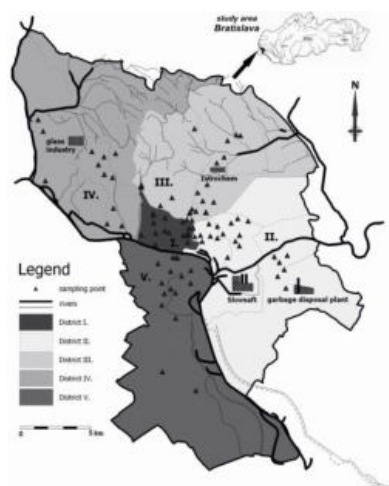 study area
Bratislava
N
glass
industry
III.
Istrochem
IV.
II.
I.
V.
Slovnaft
garbage disposal plant
Legend
sampling point
rivers
District I.
District II.
District III.
District IV.
District V.
0
5 km